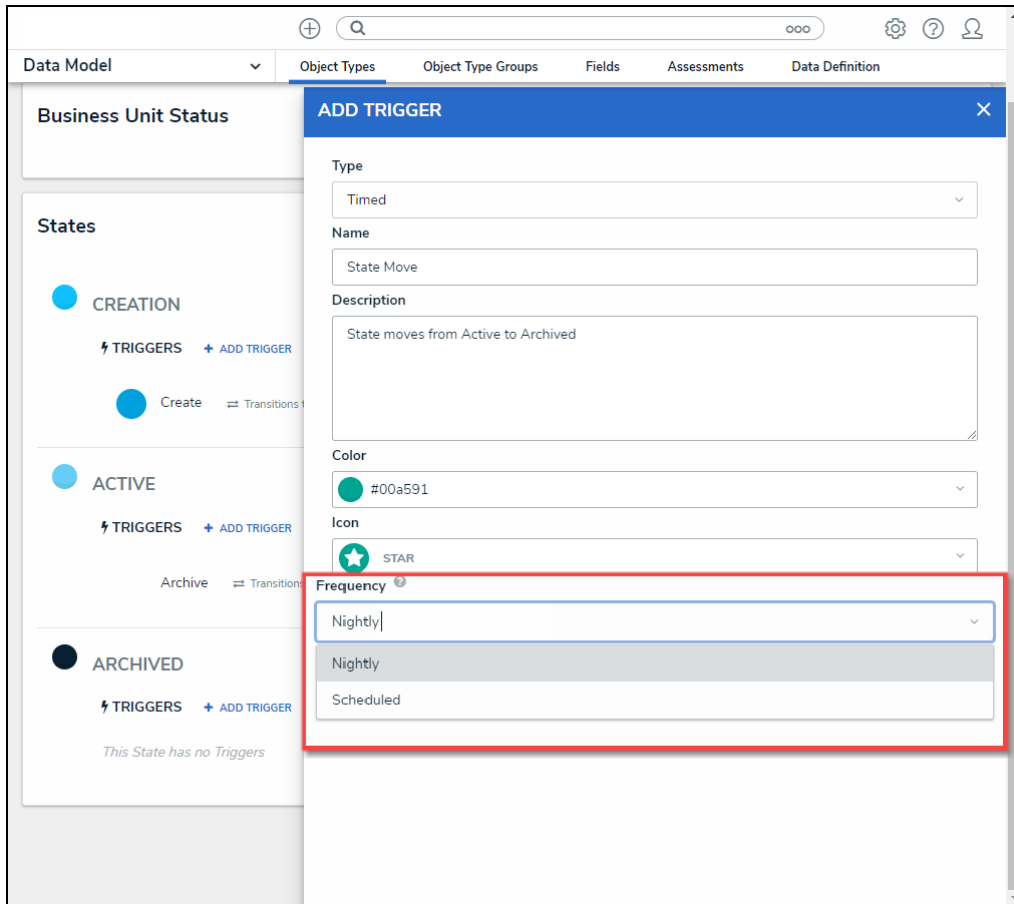 Data Model
Object Types
Object Type Groups
Fields
Assessments
Data Definition
Business Unit Status
States
CREATION
TRIGGERS
+ ADD TRIGGER
Create
Transitions t
ACTIVE
TRIGGERS
+ ADD TRIGGER
Archive
Transitions
ARCHIVED
TRIGGERS
+ ADD TRIGGER
This State has no Triggers
ADD TRIGGER
Type
Timed
Name
State Move
Description
State moves from Active to Archived
Color
#00a591
Icon
STAR
Frequency ?
Nightly
Nightly
Scheduled